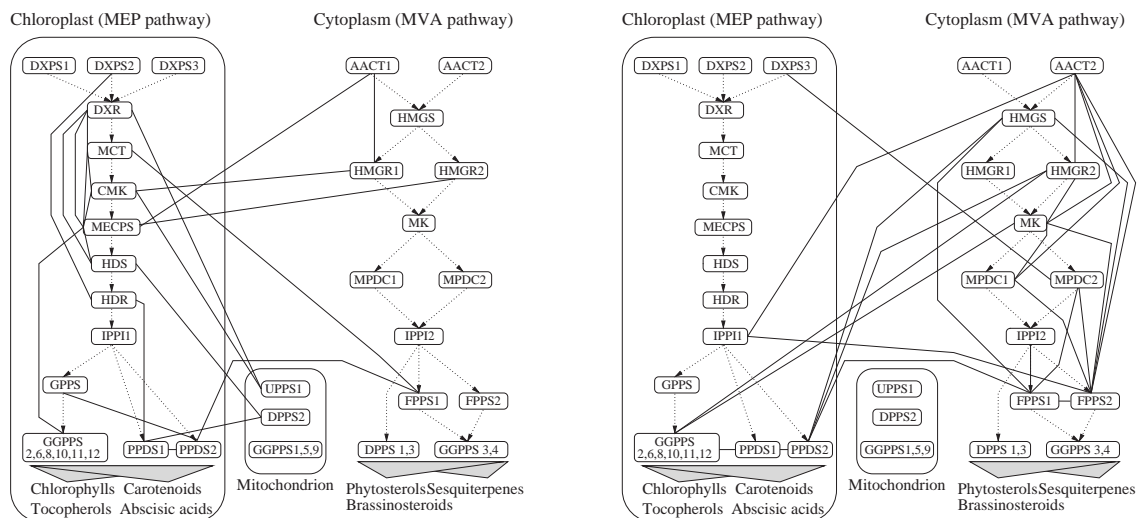 Chloroplast (MEP pathway)
Cytoplasm (MVA pathway)
DXPS1
DXPS2
DXPS3
AACT1
AACT2
DXR
HMGS
MCT
HMGR1
HMGR2
CMK
MECPS
MK
HDS
MPDC1
MPDC2
HDR
IPPI1
IPPI2
GPPS
UPPS1
FPPS1
FPPS2
DPPS2
GGPPS
2,6,8,10,11,12
PPDS1
PPDS2
GGPPS1,5,9
DPPS 1,3
GGPPS 3,4
Mitochondrion
Chlorophylls
Carotenoids
Tocopherols
Abscisic acids
Phytosterols
Sesquiterpenes
Brassinosteroids
Chloroplast (MEP pathway)
Cytoplasm (MVA pathway)
DXPS1
DXPS2
DXPS3
AACT1
AACT2
DXR
HMGS
MCT
HMGR1
HMGR2
CMK
MECPS
MK
HDS
MPDC1
MPDC2
HDR
IPPI1
IPPI2
GPPS
UPPS1
FPPS1
FPPS2
DPPS2
GGPPS
2,6,8,10,11,12
PPDS1
PPDS2
GGPPS1,5,9
DPPS 1,3
GGPPS 3,4
Mitochondrion
Chlorophylls
Carotenoids
Tocopherols
Abscisic acids
Phytosterols
Sesquiterpenes
Brassinosteroids